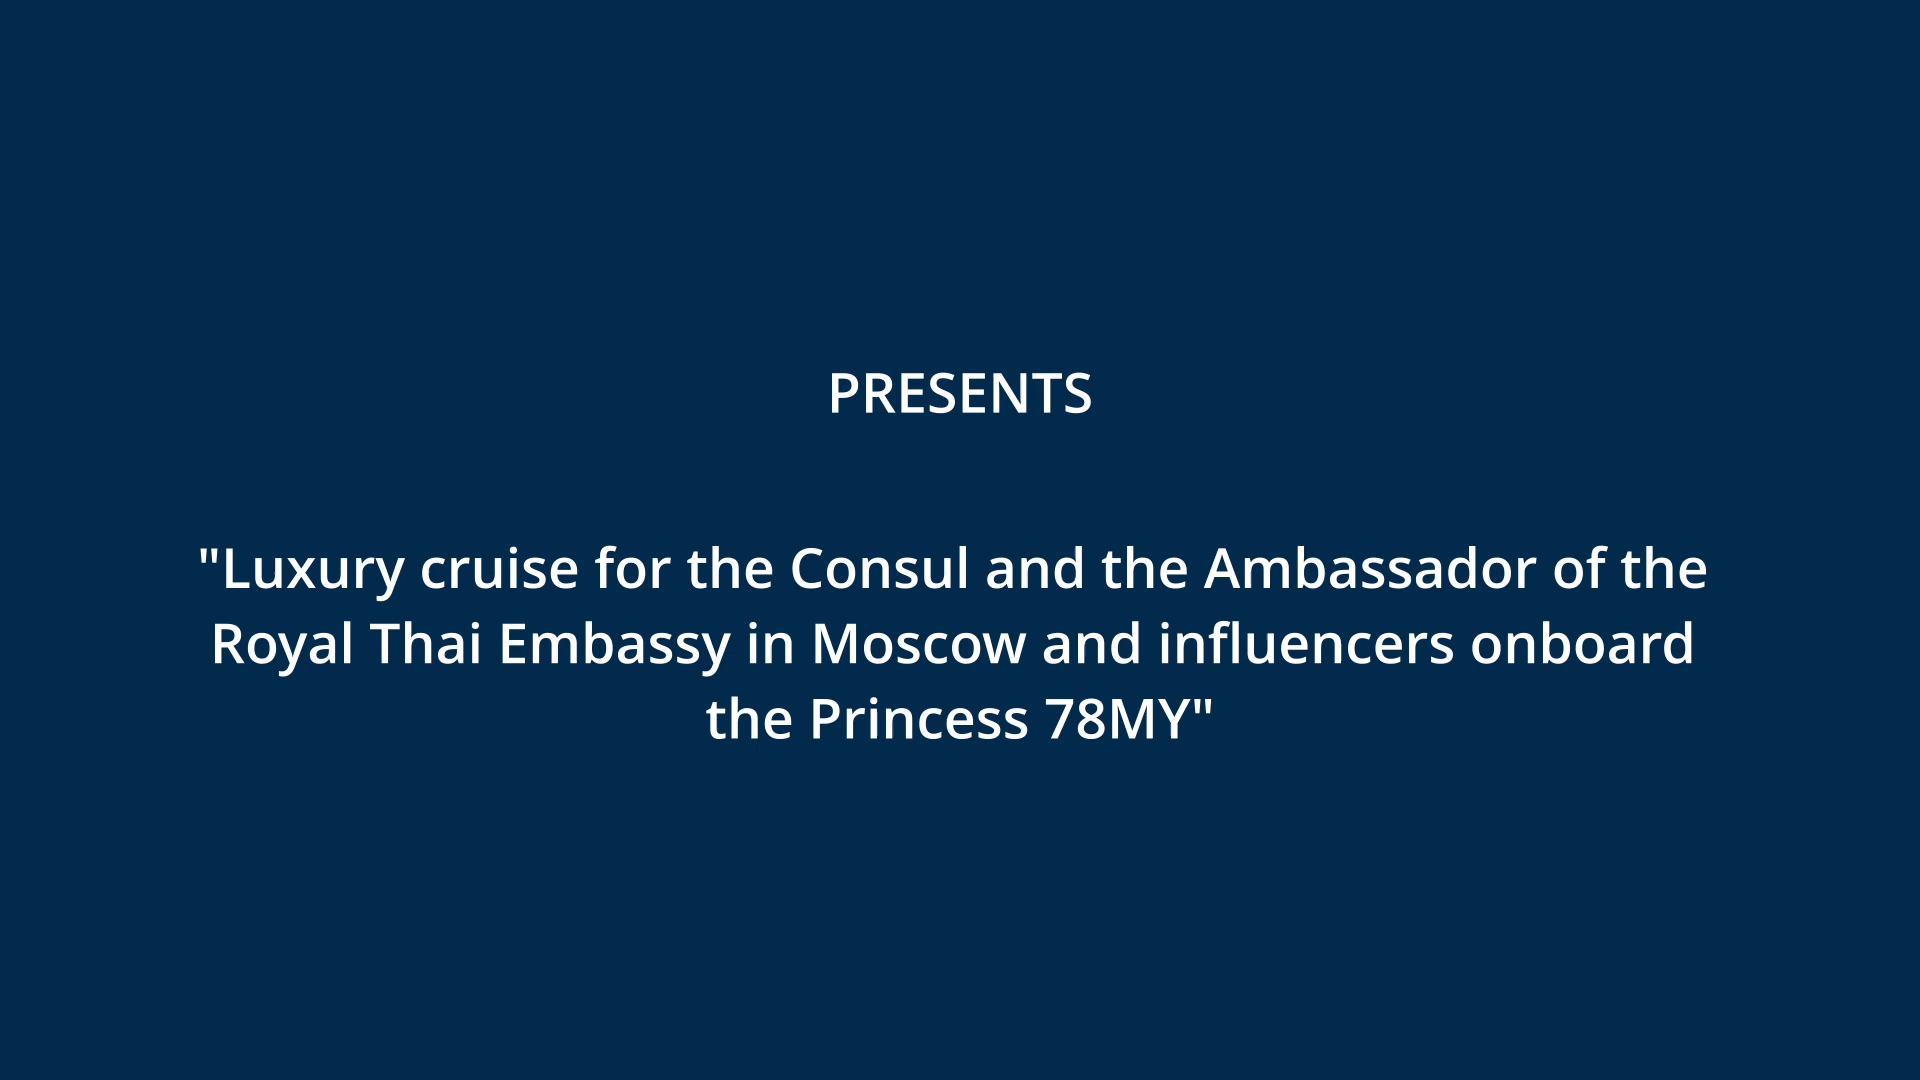 PRESENTS
"Luxury cruise for the Consul and the Ambassador of the
Royal Thai Embassy in Moscow and influencers onboard
the Princess 78MY"